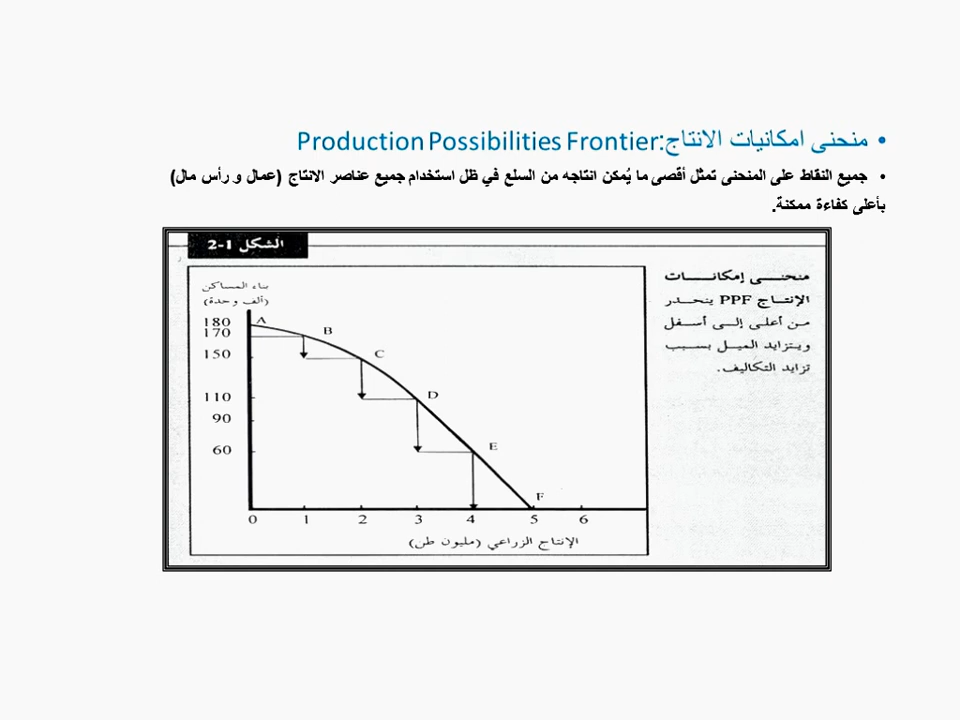 • منحنى امكانيات الانتاج:Production Possibilities Frontier
• جميع النقاط على المنحنى تمثل أقصى ما يُمكن انتاجه من السلع في ظل استخدام جميع عناصر الانتاج (عمال و رأس مال)
بأعلى كفاءة ممكنة.
الشكل 1-2
منحنى إمكانات
الإنتاج PPF ينحدر
من أعلى إلى أسفل
ويتزايد الميل بسبب
تزايد التكاليف.
بناء المساكن
(ألف وحدة)
180
170
150
110
90
60
A
B
C
D
E
F
0 1 2 3 4 5 6
الإنتاج الزراعي (مليون طن)